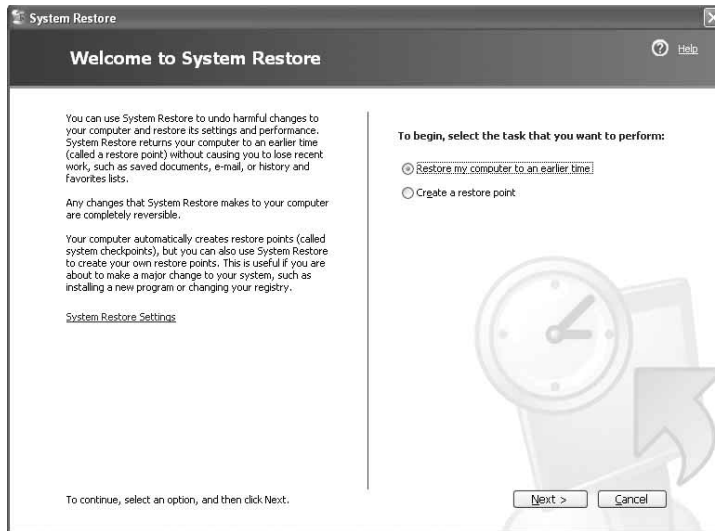 System Restore
Welcome to System Restore
Help
You can use System Restore to undo harmful changes to
your computer and restore its settings and performance.
System Restore returns your computer to an earlier time
(called a restore point) without causing you to lose recent
work, such as saved documents, e-mail, or history and
favorites lists.
Any changes that System Restore makes to your computer
are completely reversible.
Your computer automatically creates restore points (called
system checkpoints), but you can also use System Restore
to create your own restore points. This is useful if you are
about to make a major change to your system, such as
installing a new program or changing your registry.
System Restore Settings
To begin, select the task that you want to perform:
Restore my computer to an earlier time
Create a restore point
To continue, select an option, and then click Next.
Next >
Cancel